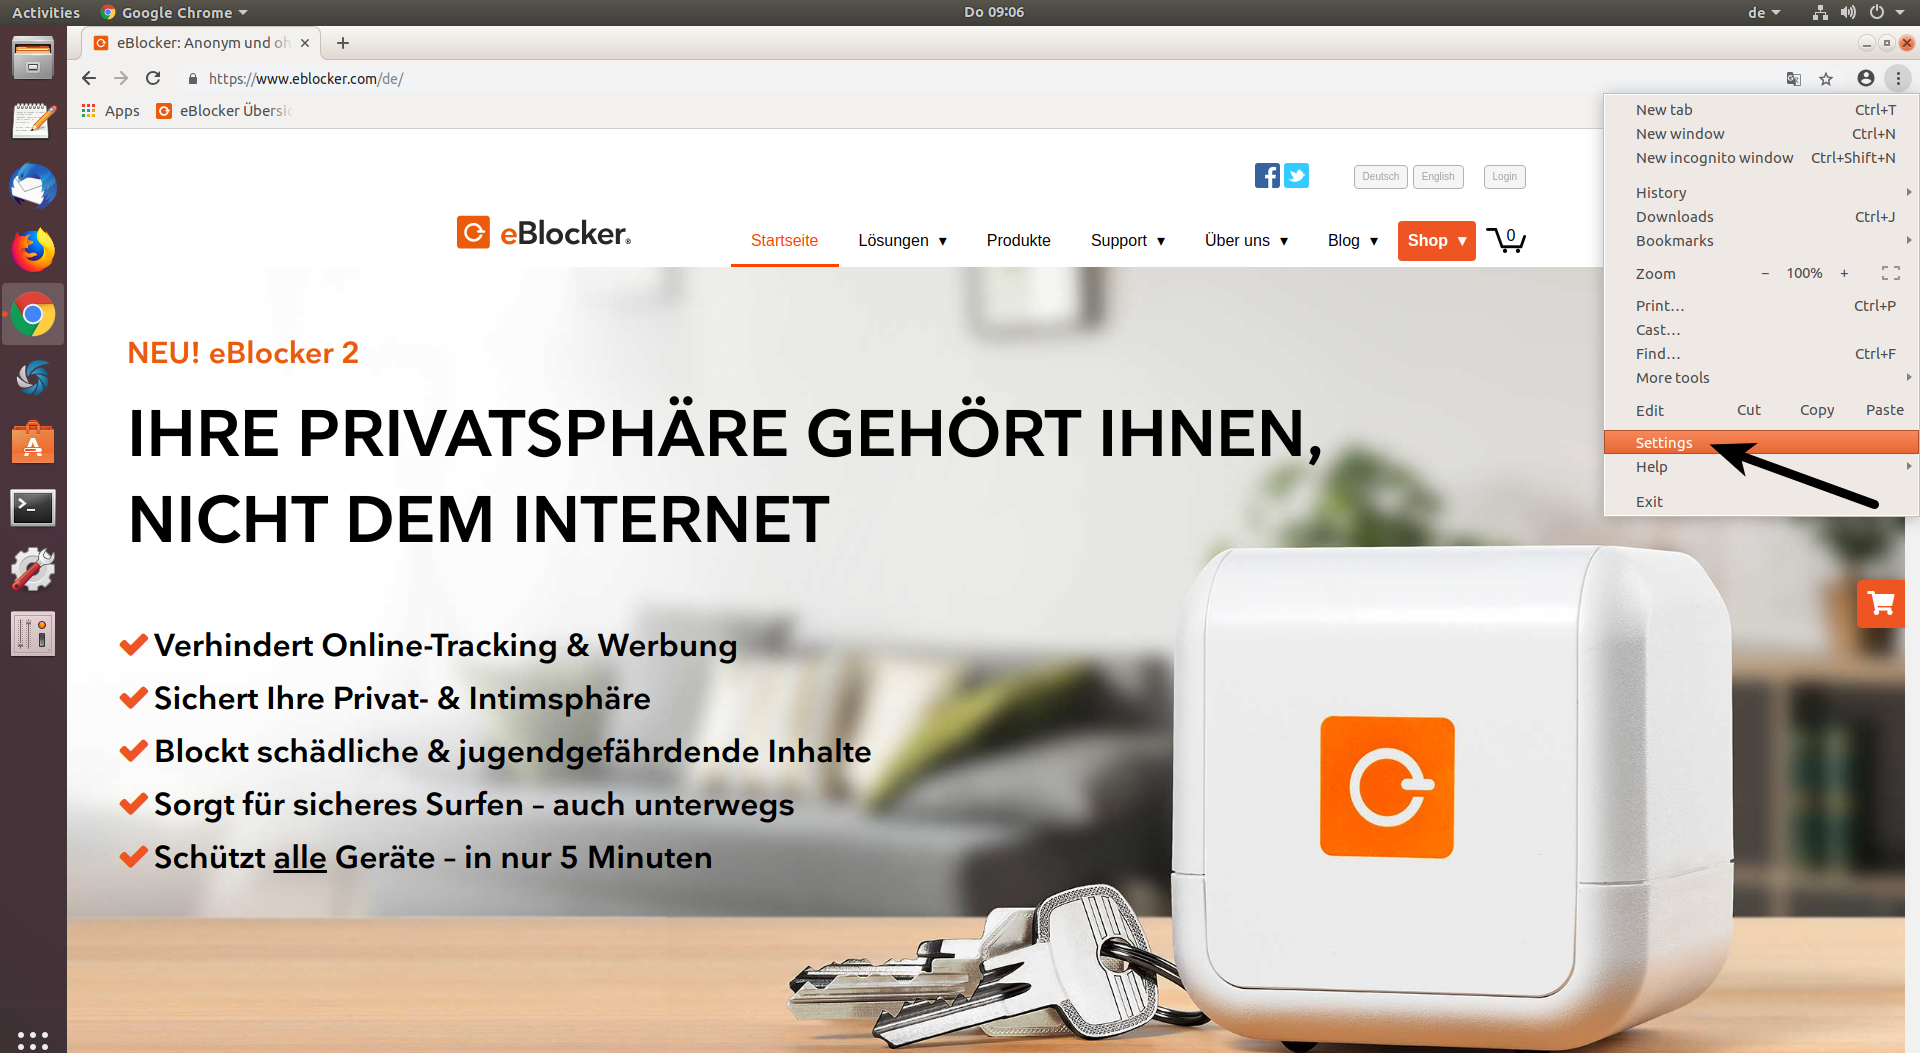 Activities
Google Chrome
Do 09:06
de
eBlocker: Anonym und oh
https://www.eblocker.com/de/
Apps
eBlocker Übersic
New tab Ctrl+T
New window Ctrl+N
New incognito window Ctrl+Shift+N
History
Downloads Ctrl+J
Bookmarks
Zoom − 100% +
Print... Ctrl+P
Cast...
Find... Ctrl+F
More tools
Edit Cut Copy Paste
Settings
Help
Exit
Deutsch English Login
eBlocker®
Startseite Lösungen ▾ Produkte Support ▾ Über uns ▾ Blog ▾ Shop ▾ 0
NEU! eBlocker 2
IHRE PRIVATSPHÄRE GEHÖRT IHNEN,
NICHT DEM INTERNET
Verhindert Online-Tracking & Werbung
Sichert Ihre Privat- & Intimsphäre
Blockt schädliche & jugendgefährdende Inhalte
Sorgt für sicheres Surfen – auch unterwegs
Schützt alle Geräte – in nur 5 Minuten